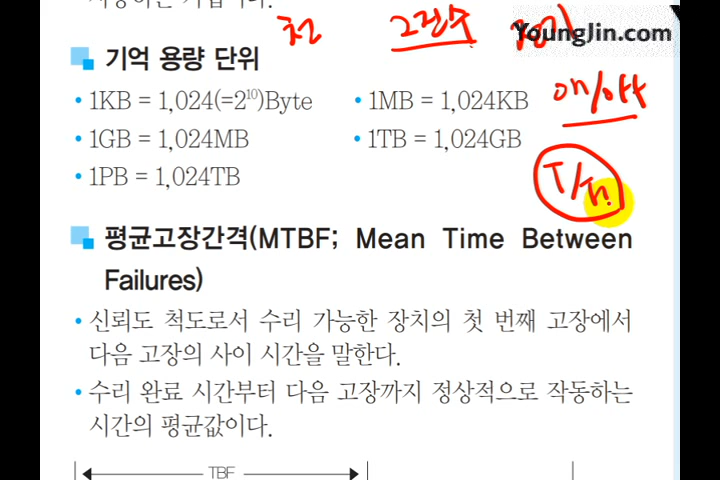 YoungJin.com
on/off
기억 용량 단위
• 1KB = 1,024(=2¹⁰)Byte • 1MB = 1,024KB
• 1GB = 1,024MB • 1TB = 1,024GB
• 1PB = 1,024TB
평균고장간격(MTBF; Mean Time Between
Failures)
• 신뢰도 척도로서 수리 가능한 장치의 첫 번째 고장에서
다음 고장의 사이 시간을 말한다.
• 수리 완료 시간부터 다음 고장까지 정상적으로 작동하는
시간의 평균값이다.
TBF